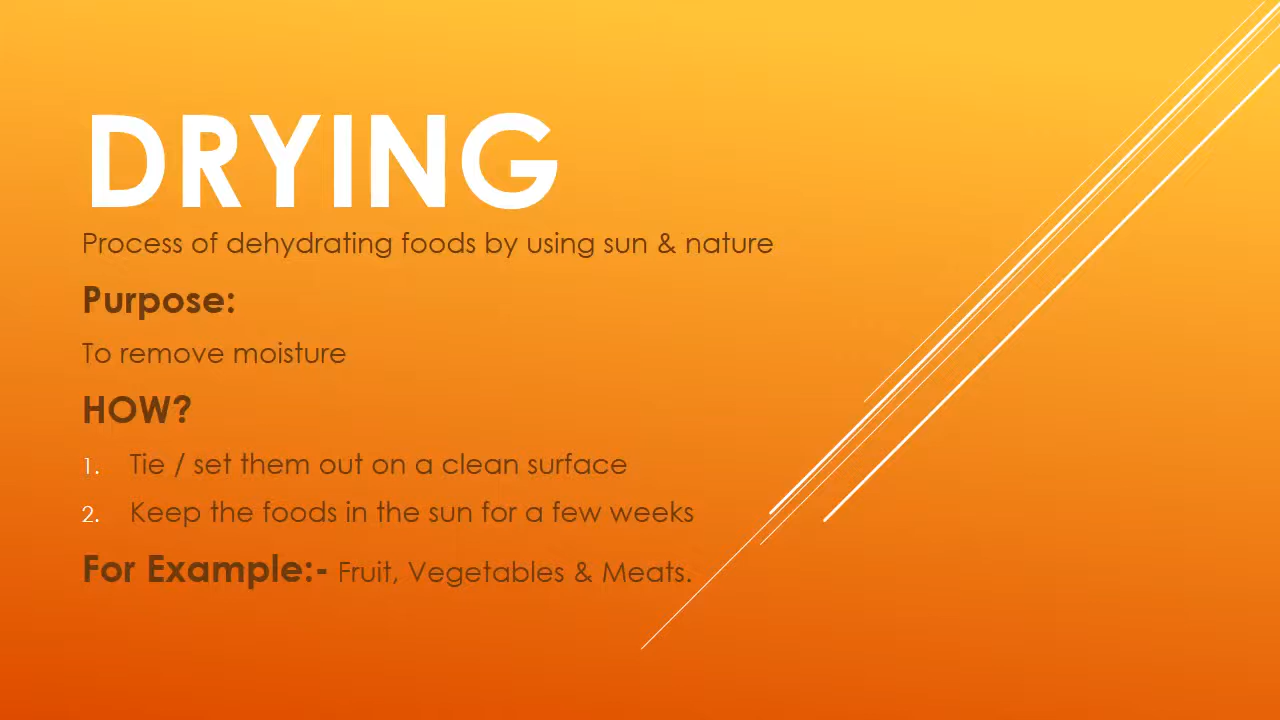 DRYING
Process of dehydrating foods by using sun & nature
Purpose:
To remove moisture
HOW?
1. Tie / set them out on a clean surface
2. Keep the foods in the sun for a few weeks
For Example:- Fruit, Vegetables & Meats.